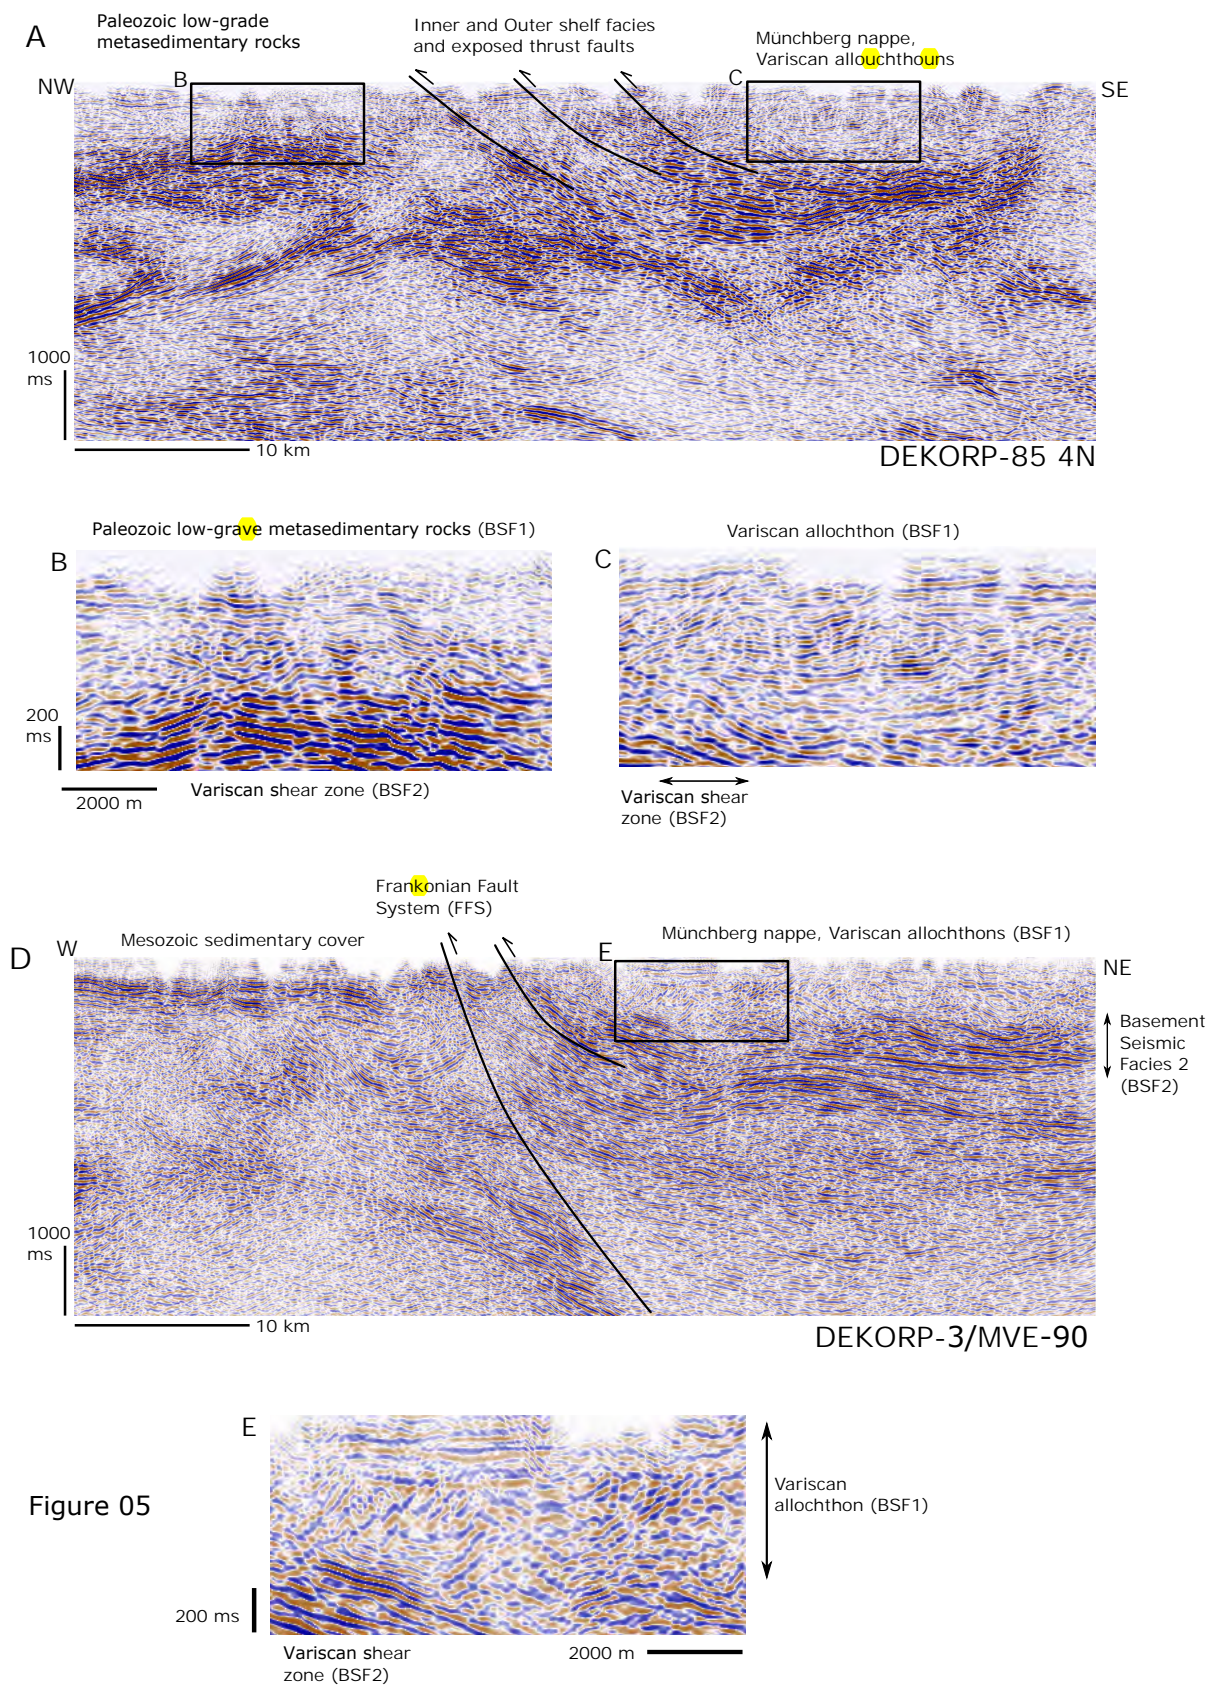 A
Paleozoic low-grade
metasedimentary rocks
Inner and Outer shelf facies
and exposed thrust faults
Münchberg nappe,
Variscan allouchthouns
NW
B
C
SE
1000
ms
10 km
DEKORP-85 4N
Paleozoic low-grave metasedimentary rocks (BSF1)
Variscan allochthon (BSF1)
B
C
200
ms
2000 m
Variscan shear zone (BSF2)
Variscan shear
zone (BSF2)
Frankonian Fault
System (FFS)
D
W
Mesozoic sedimentary cover
Münchberg nappe, Variscan allochthons (BSF1)
E
NE
Basement
Seismic
Facies 2
(BSF2)
1000
ms
10 km
DEKORP-3/MVE-90
E
Variscan
allochthon (BSF1)
Figure 05
200 ms
Variscan shear
zone (BSF2)
2000 m